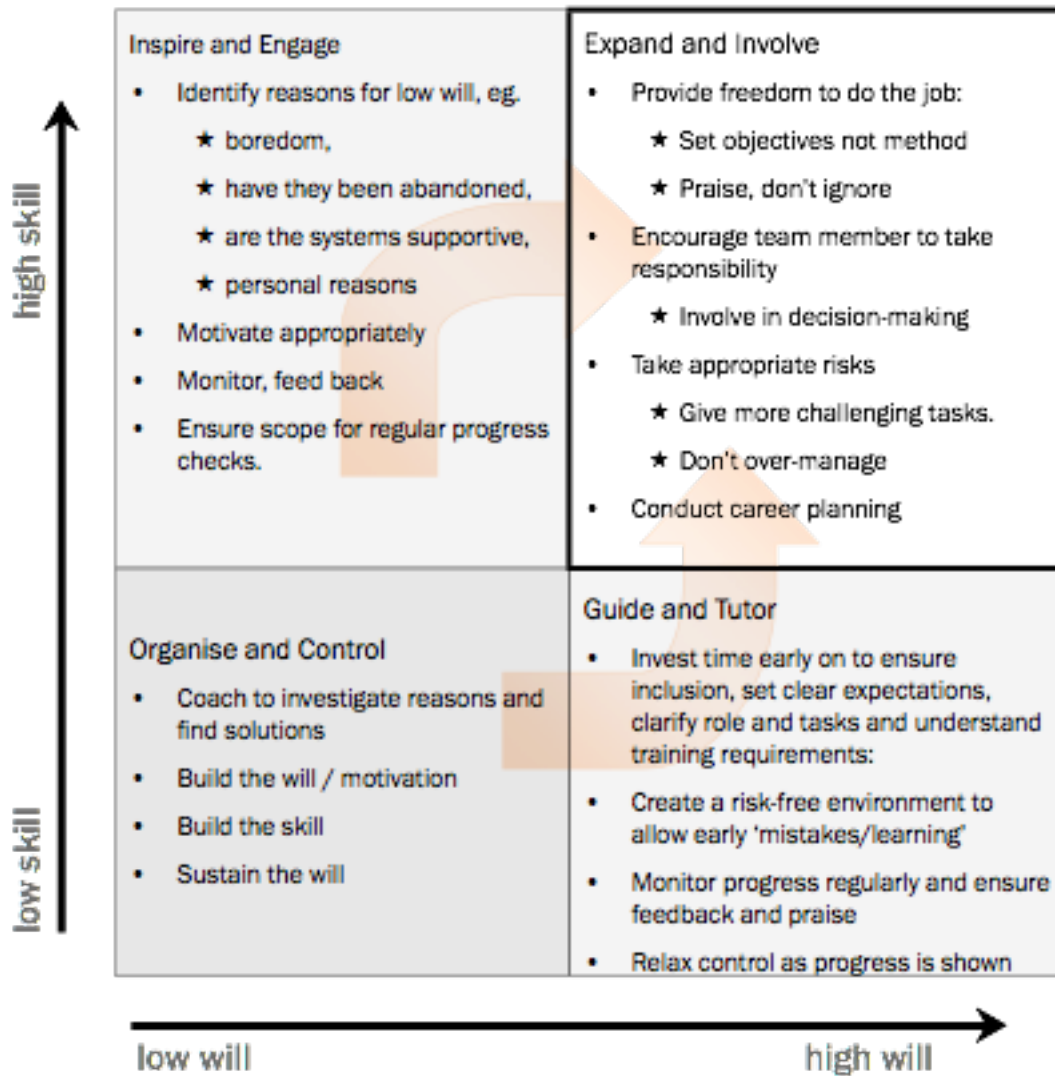 Inspire and Engage
• Identify reasons for low will, eg.
★ boredom,
★ have they been abandoned,
★ are the systems supportive,
★ personal reasons
• Motivate appropriately
• Monitor, feed back
• Ensure scope for regular progress
checks.
Expand and Involve
• Provide freedom to do the job:
★ Set objectives not method
★ Praise, don't ignore
• Encourage team member to take
responsibility
★ Involve in decision-making
• Take appropriate risks
★ Give more challenging tasks.
★ Don't over-manage
• Conduct career planning
Organise and Control
• Coach to investigate reasons and
find solutions
• Build the will / motivation
• Build the skill
• Sustain the will
Guide and Tutor
• Invest time early on to ensure
inclusion, set clear expectations,
clarify role and tasks and understand
training requirements:
• Create a risk-free environment to
allow early ‘mistakes/learning’
• Monitor progress regularly and ensure
feedback and praise
• Relax control as progress is shown
high skill
low skill
low will
high will